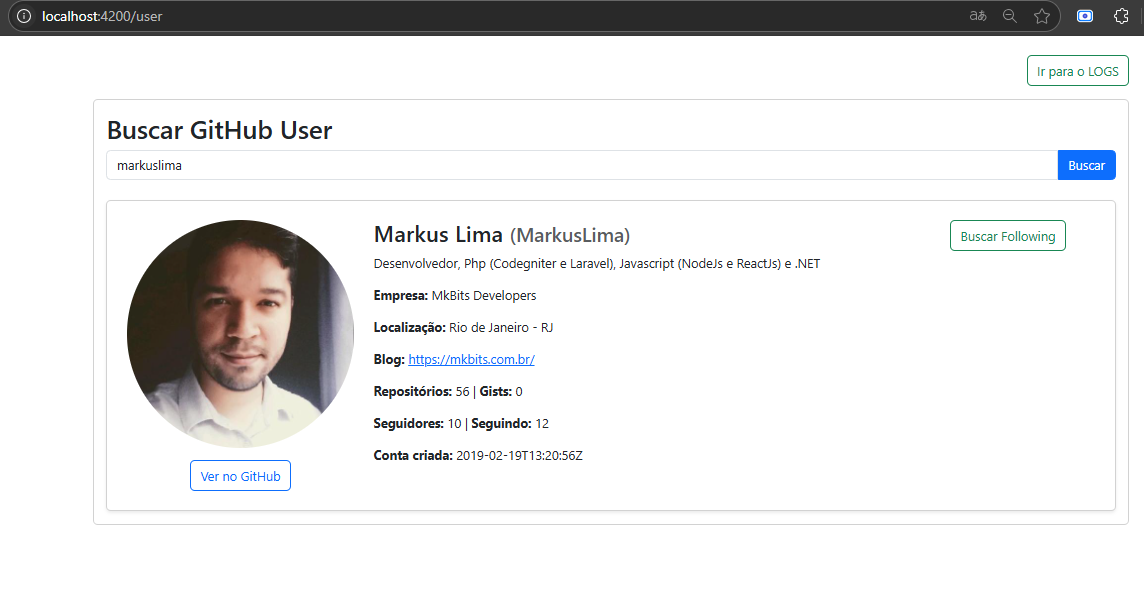 localhost:4200/user
Ir para o LOGS
Buscar GitHub User
markuslima
Buscar
Markus Lima (MarkusLima)
Buscar Following
Desenvolvedor, Php (Codegniter e Laravel), Javascript (NodeJs e ReactJs) e .NET
Empresa: MkBits Developers
Localização: Rio de Janeiro - RJ
Blog: https://mkbits.com.br/
Repositórios: 56 | Gists: 0
Seguidores: 10 | Seguindo: 12
Conta criada: 2019-02-19T13:20:56Z
Ver no GitHub